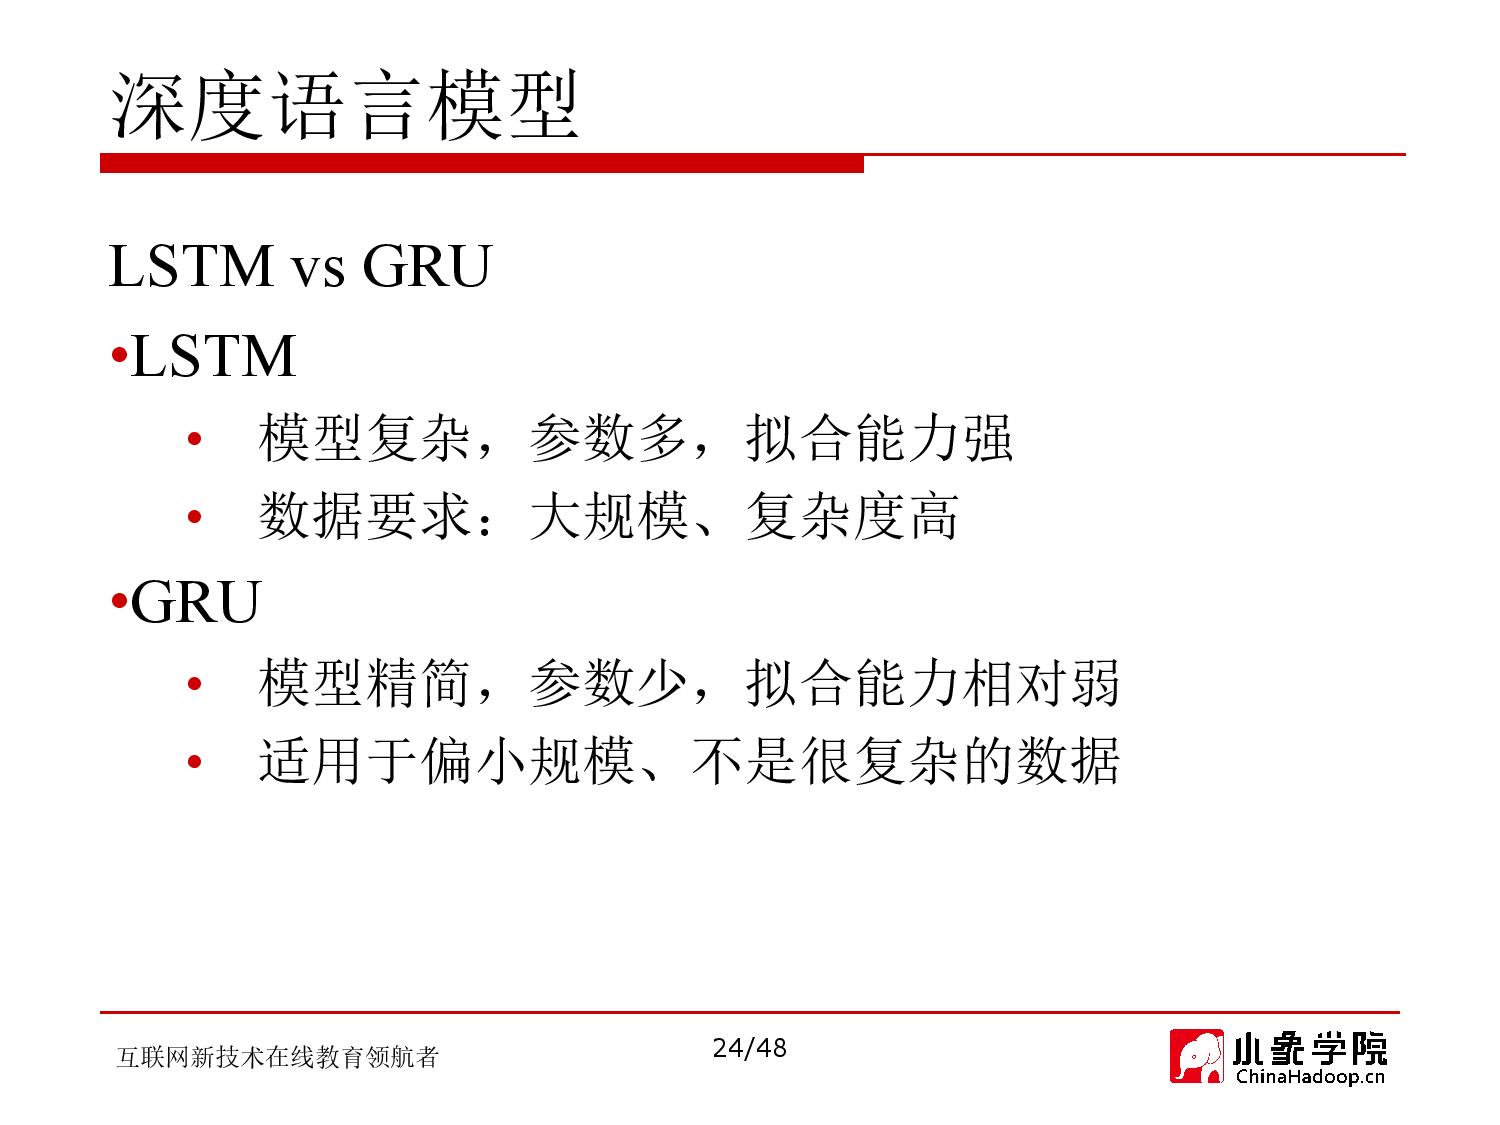 深度语言模型
LSTM vs GRU
•LSTM
• 模型复杂，参数多，拟合能力强
• 数据要求：大规模、复杂度高
•GRU
• 模型精简，参数少，拟合能力相对弱
• 适用于偏小规模、不是很复杂的数据
互联网新技术在线教育领航者
24/48
小象学院
ChinaHadoop.cn